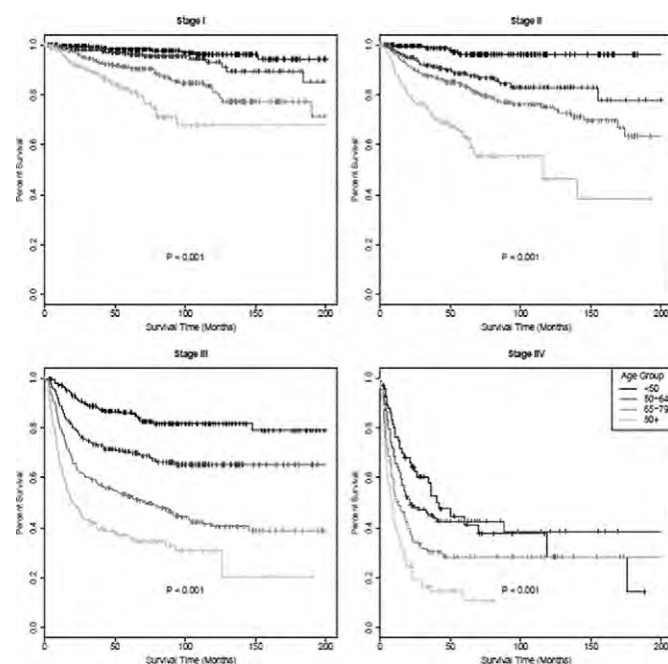 Stage I
Percent Survival
0.0 0.2 0.4 0.6 0.8 1.0
P < 0.001
0 50 100 150 200
Survival Time (Months)
Stage II
Percent Survival
0.0 0.2 0.4 0.6 0.8 1.0
P < 0.001
0 50 100 150 200
Survival Time (Months)
Stage III
Percent Survival
0.0 0.2 0.4 0.6 0.8 1.0
P < 0.001
0 50 100 150 200
Survival Time (Months)
Stage IIV
Percent Survival
0.0 0.2 0.4 0.6 0.8 1.0
Age Group
<50
50-64
65-79
80+
P < 0.001
0 50 100 150 200
Survival Time (Months)